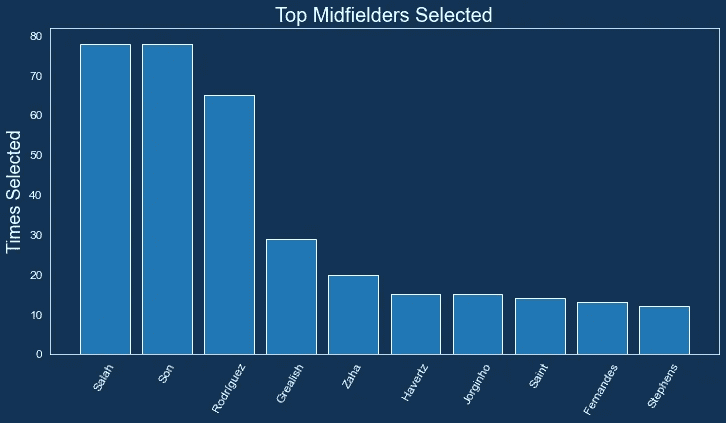 Top Midfielders Selected
Times Selected
80
70
60
50
40
30
20
10
0
Salah
Son
Rodríguez
Grealish
Zaha
Havertz
Jorginho
Saint
Fernandes
Stephens